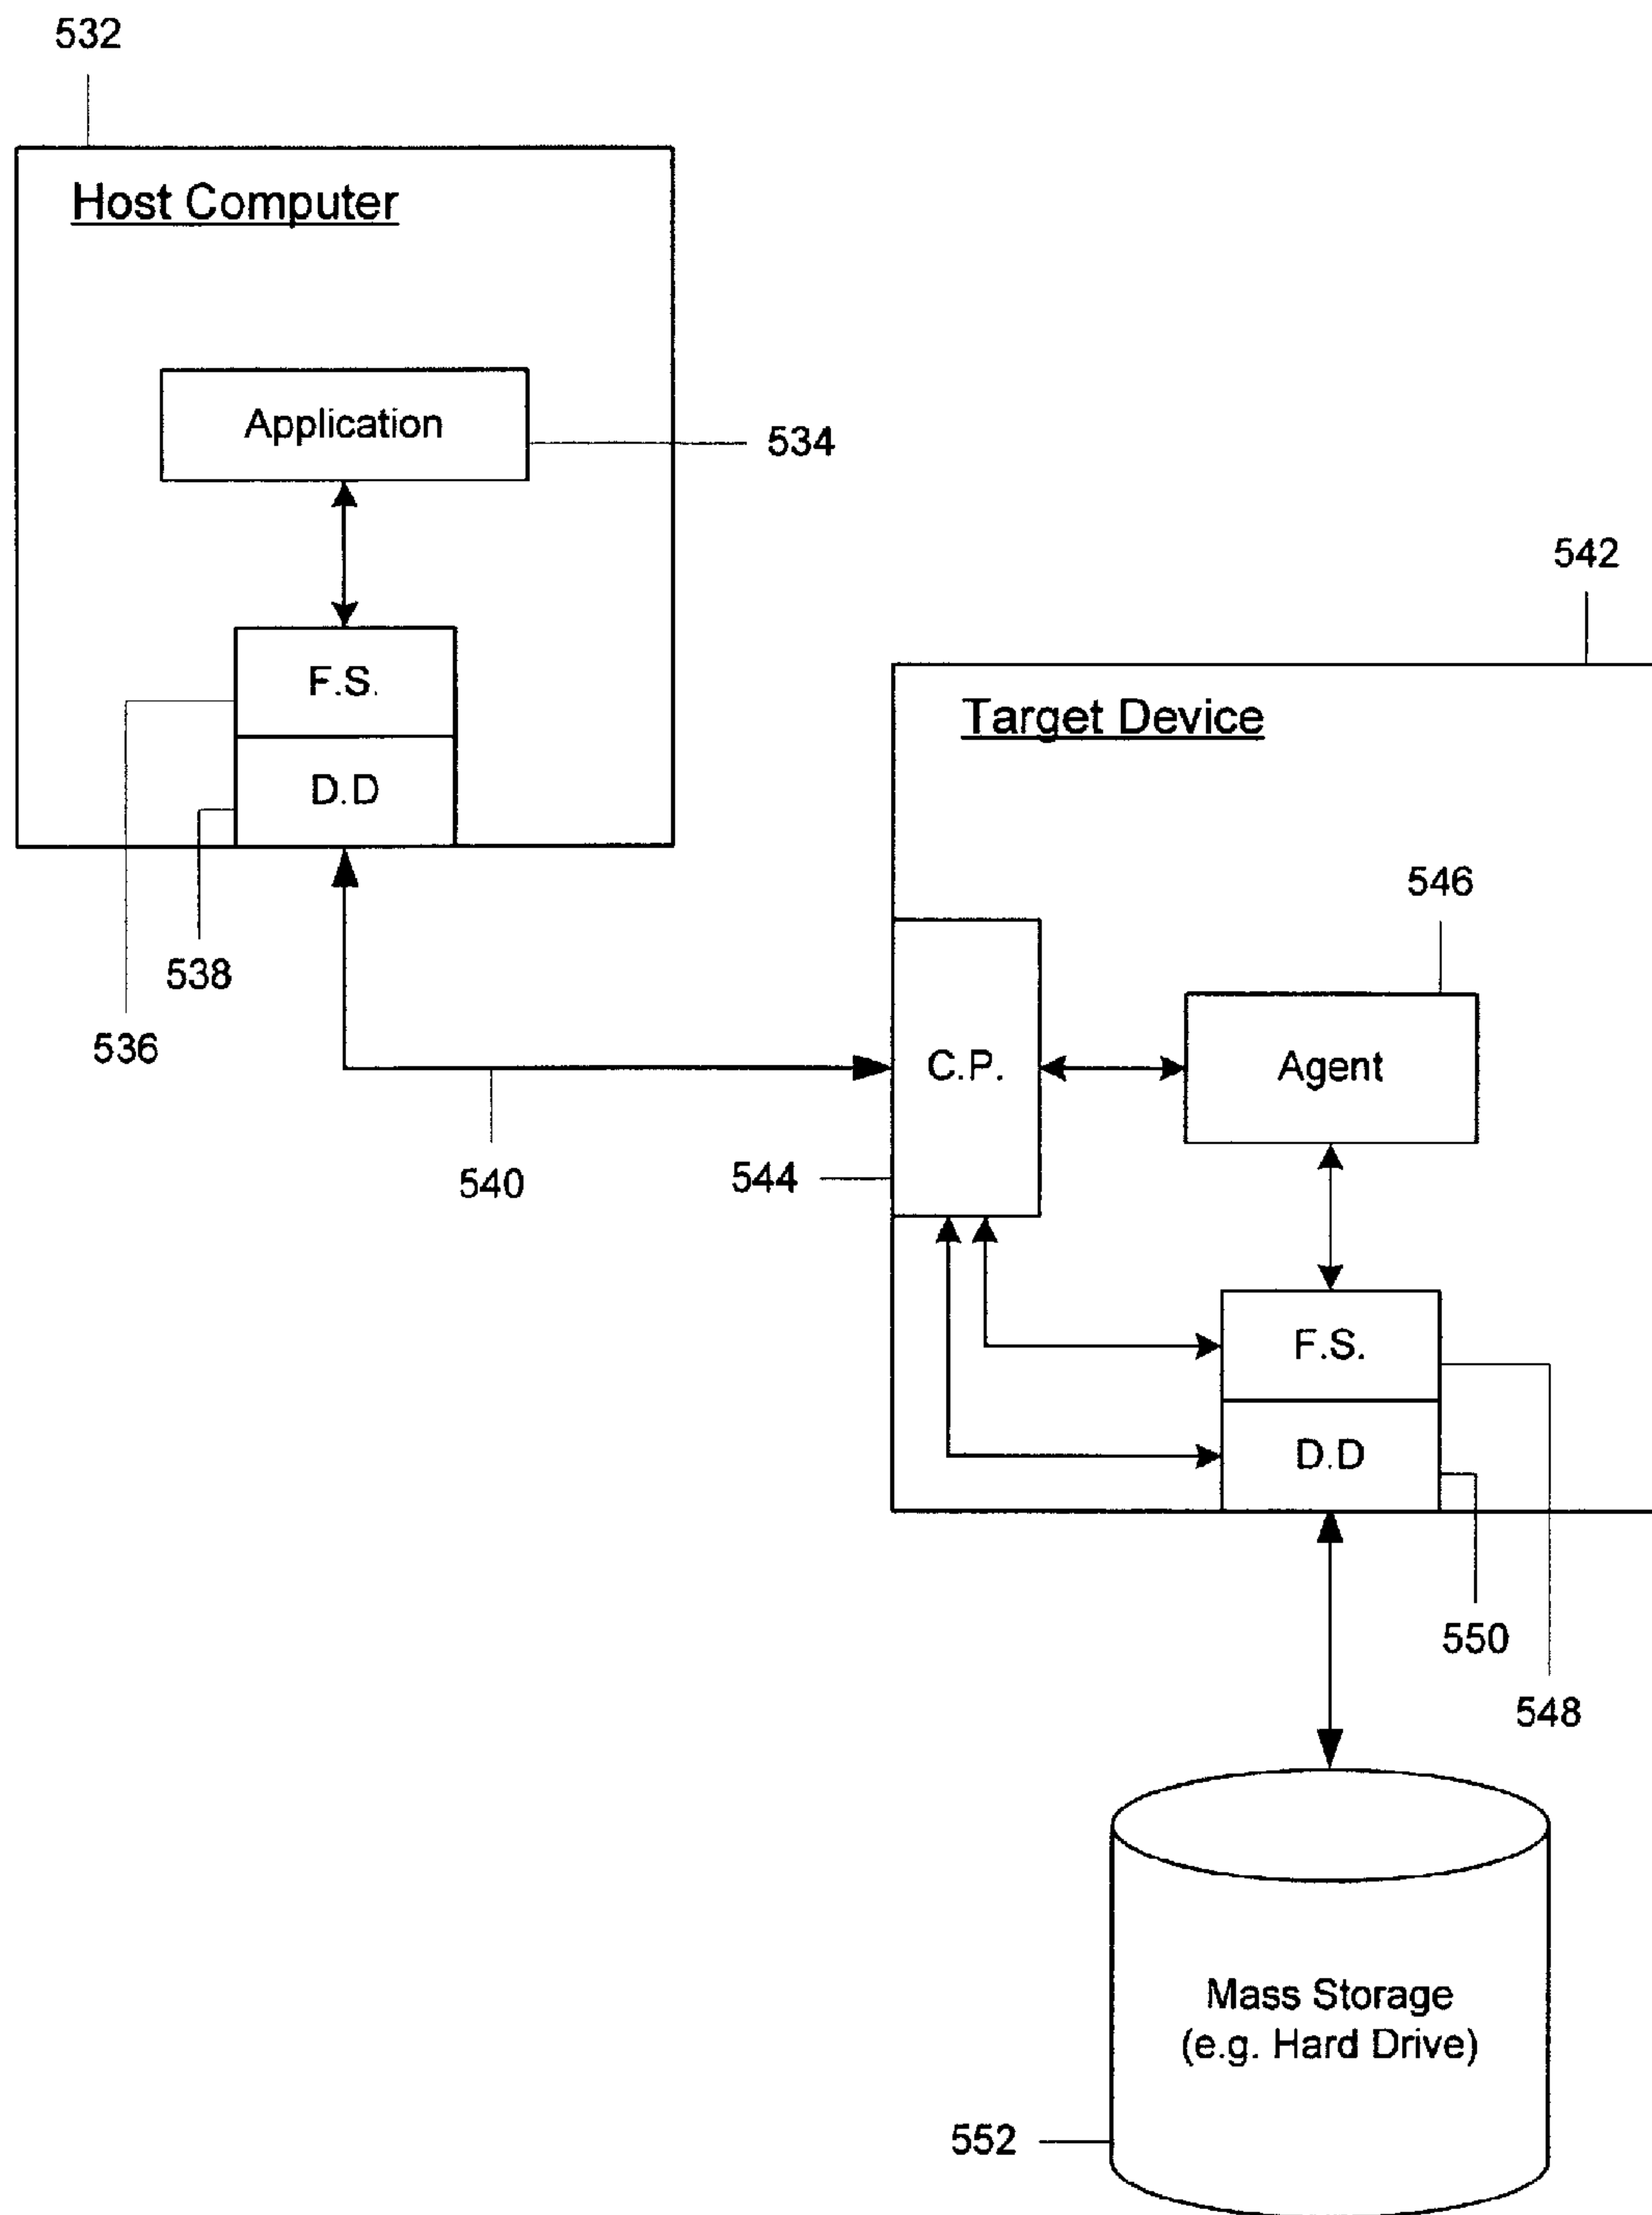 532
Host Computer
Application
534
F.S.
D.D
538
536
540
542
Target Device
546
C.P.
Agent
544
F.S.
D.D
550
548
Mass Storage
(e.g. Hard Drive)
552